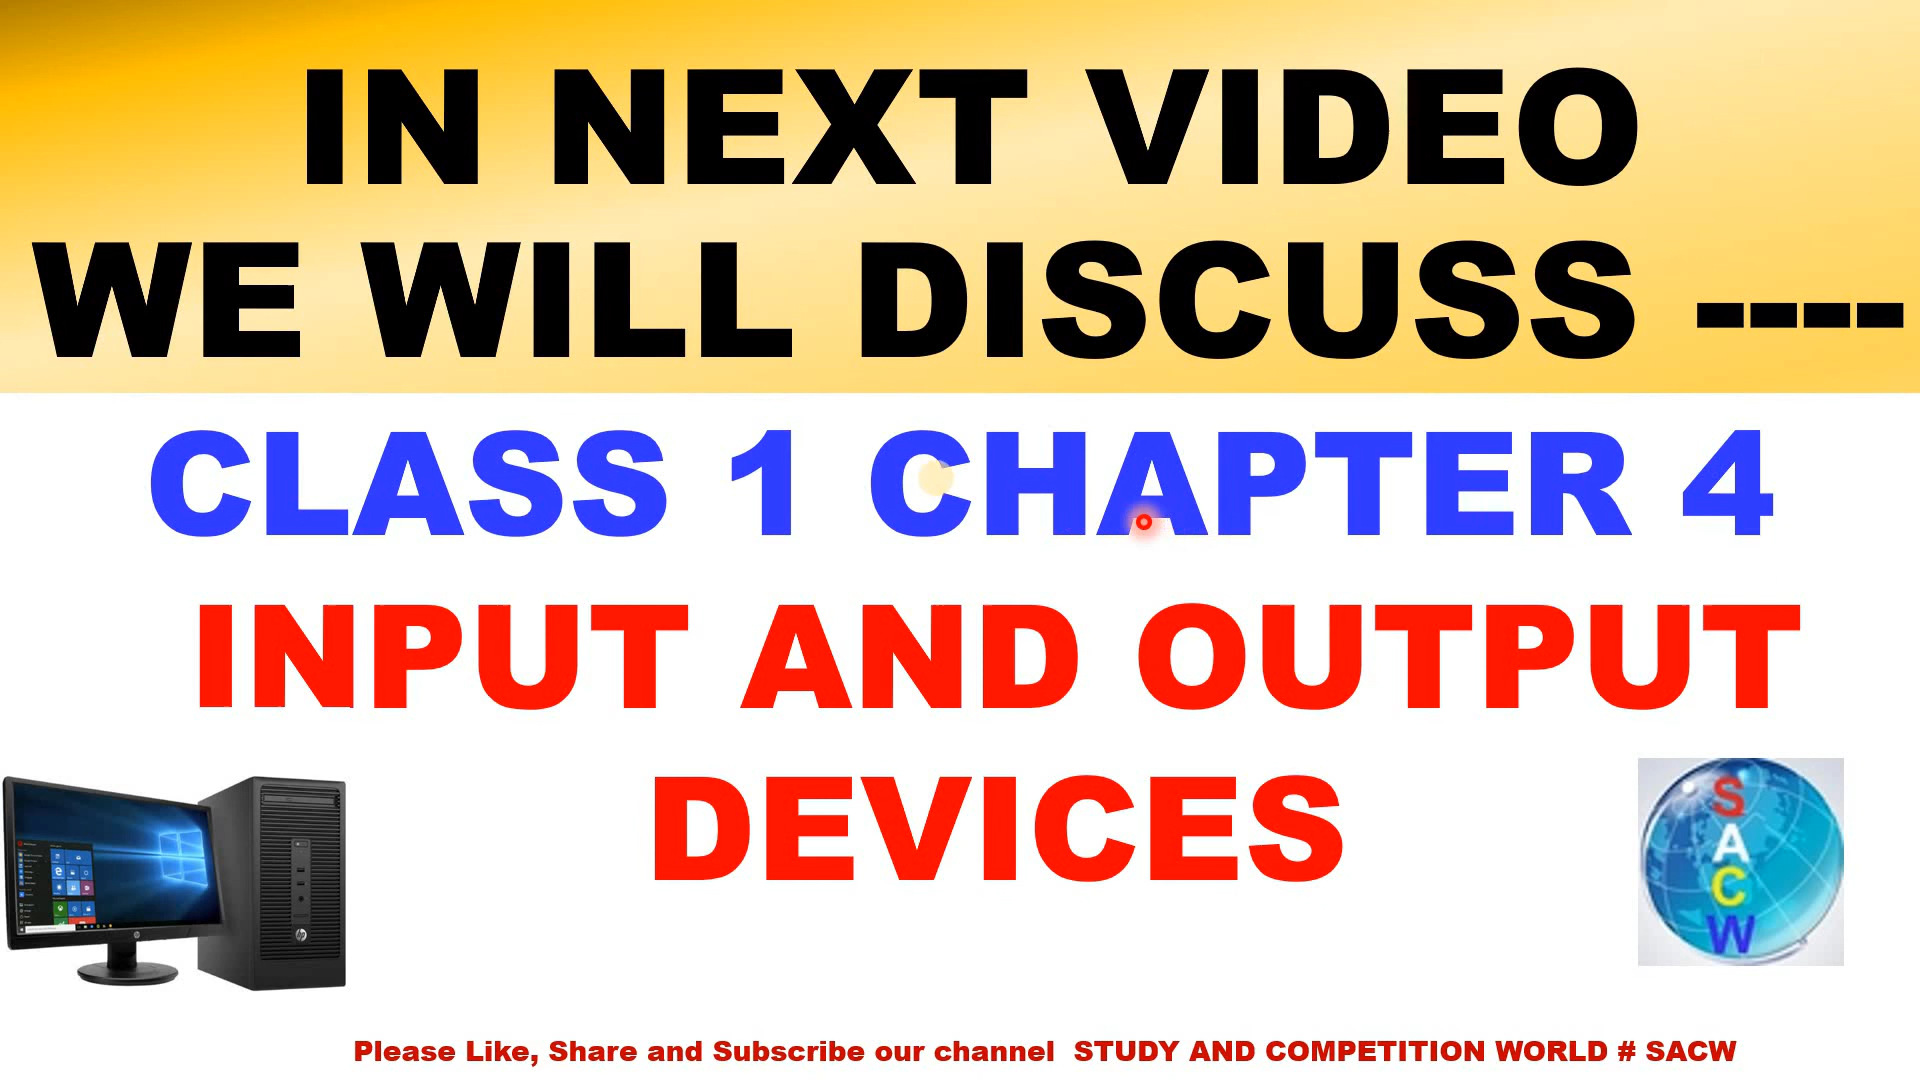 IN NEXT VIDEO
WE WILL DISCUSS ----
CLASS 1 CHAPTER 4
INPUT AND OUTPUT
DEVICES
S
A
C
W
Please Like, Share and Subscribe our channel STUDY AND COMPETITION WORLD # SACW